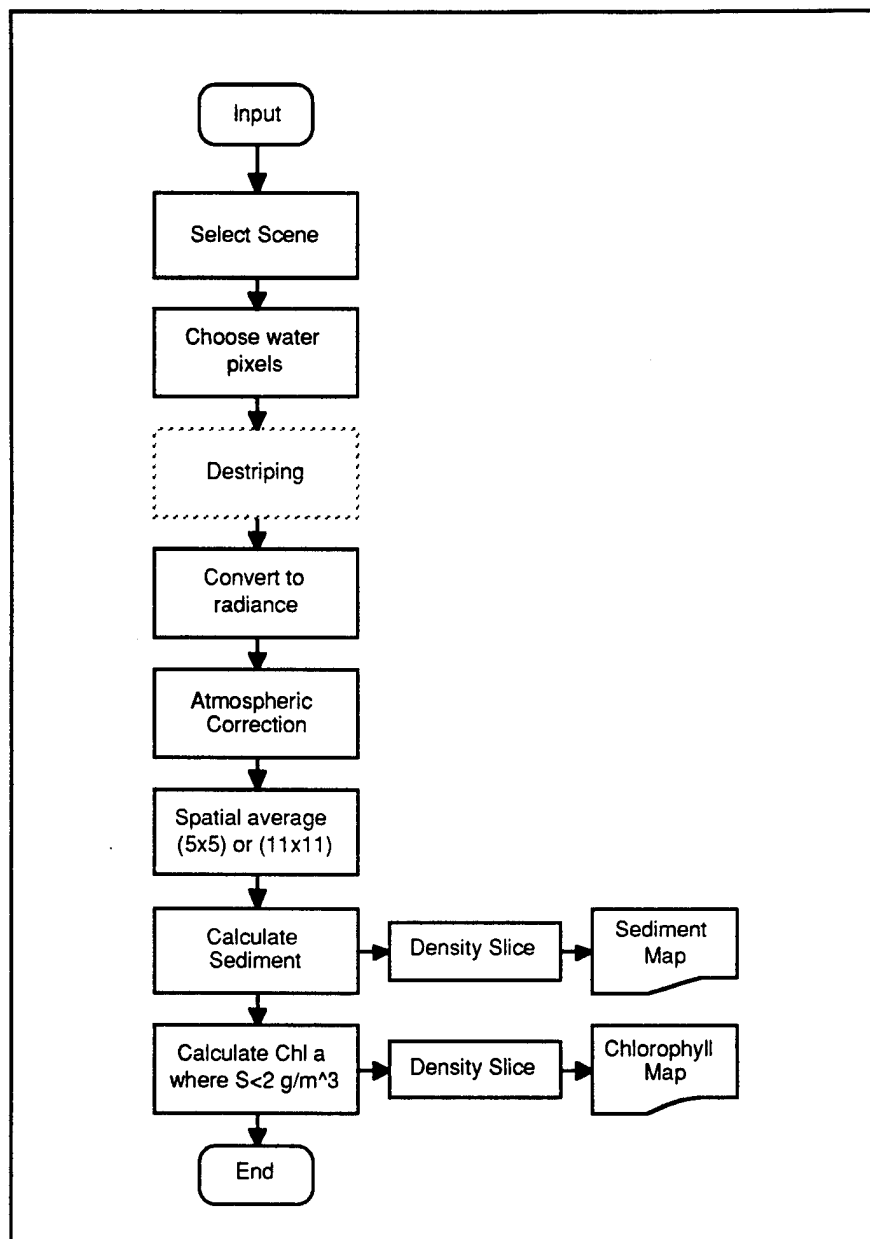 Input
Select Scene
Choose water
pixels
Destriping
Convert to
radiance
Atmospheric
Correction
Spatial average
(5x5) or (11x11)
Calculate
Sediment
Density Slice
Sediment
Map
Calculate Chl a
where S<2 g/m^3
Density Slice
Chlorophyll
Map
End